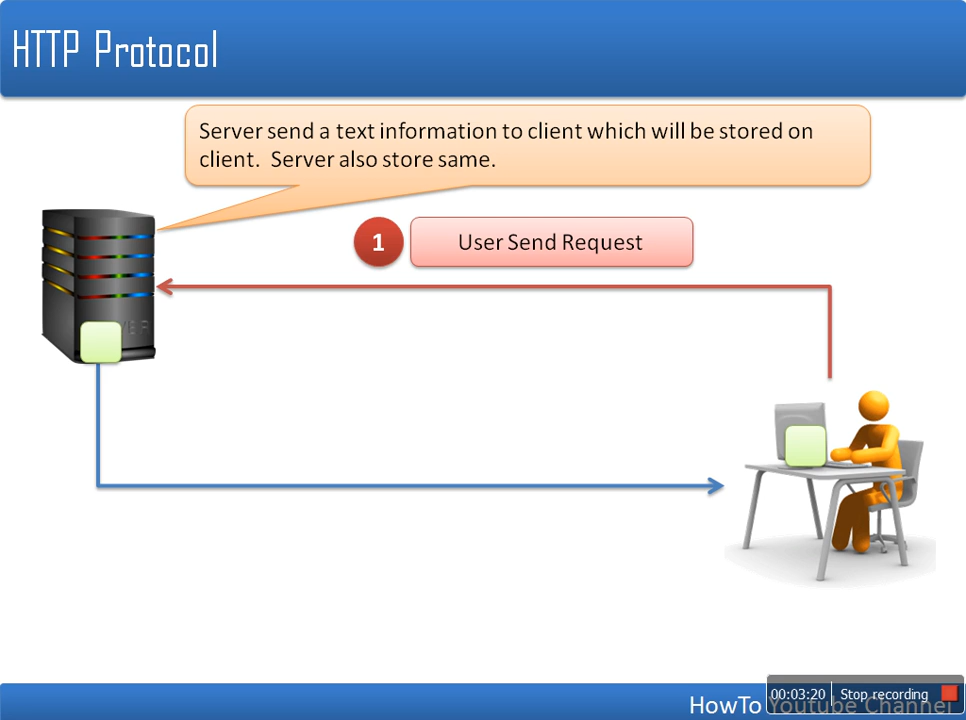 HTTP Protocol
Server send a text information to client which will be stored on
client. Server also store same.
1
User Send Request
HowTo Youtube Channel
00:03:20
Stop recording